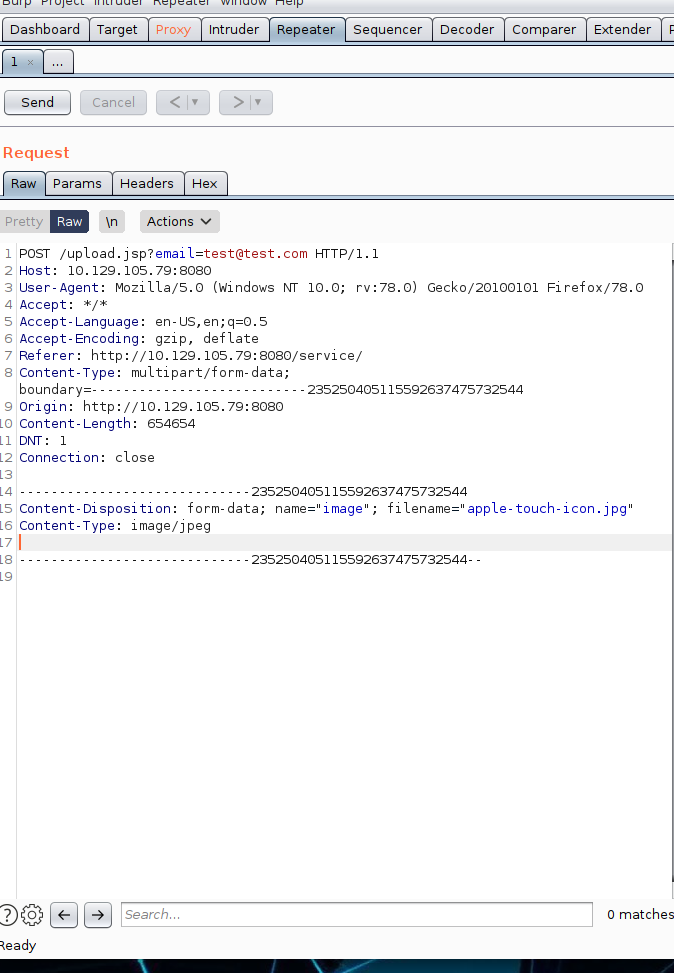 Burp Project Intruder Repeater Window Help
Dashboard Target Proxy Intruder Repeater Sequencer Decoder Comparer Extender
1 × ...
Send Cancel < ▼ > ▼
Request
Raw Params Headers Hex
Pretty Raw \n Actions
1 POST /upload.jsp?email=test@test.com HTTP/1.1
2 Host: 10.129.105.79:8080
3 User-Agent: Mozilla/5.0 (Windows NT 10.0; rv:78.0) Gecko/20100101 Firefox/78.0
4 Accept: */*
5 Accept-Language: en-US,en;q=0.5
6 Accept-Encoding: gzip, deflate
7 Referer: http://10.129.105.79:8080/service/
8 Content-Type: multipart/form-data;
boundary=---------------------------235250405115592637475732544
9 Origin: http://10.129.105.79:8080
10 Content-Length: 654654
11 DNT: 1
12 Connection: close
13
14 -----------------------------235250405115592637475732544
15 Content-Disposition: form-data; name="image"; filename="apple-touch-icon.jpg"
16 Content-Type: image/jpeg
17
18 -----------------------------235250405115592637475732544--
19
? ← → Search... 0 matches
Ready